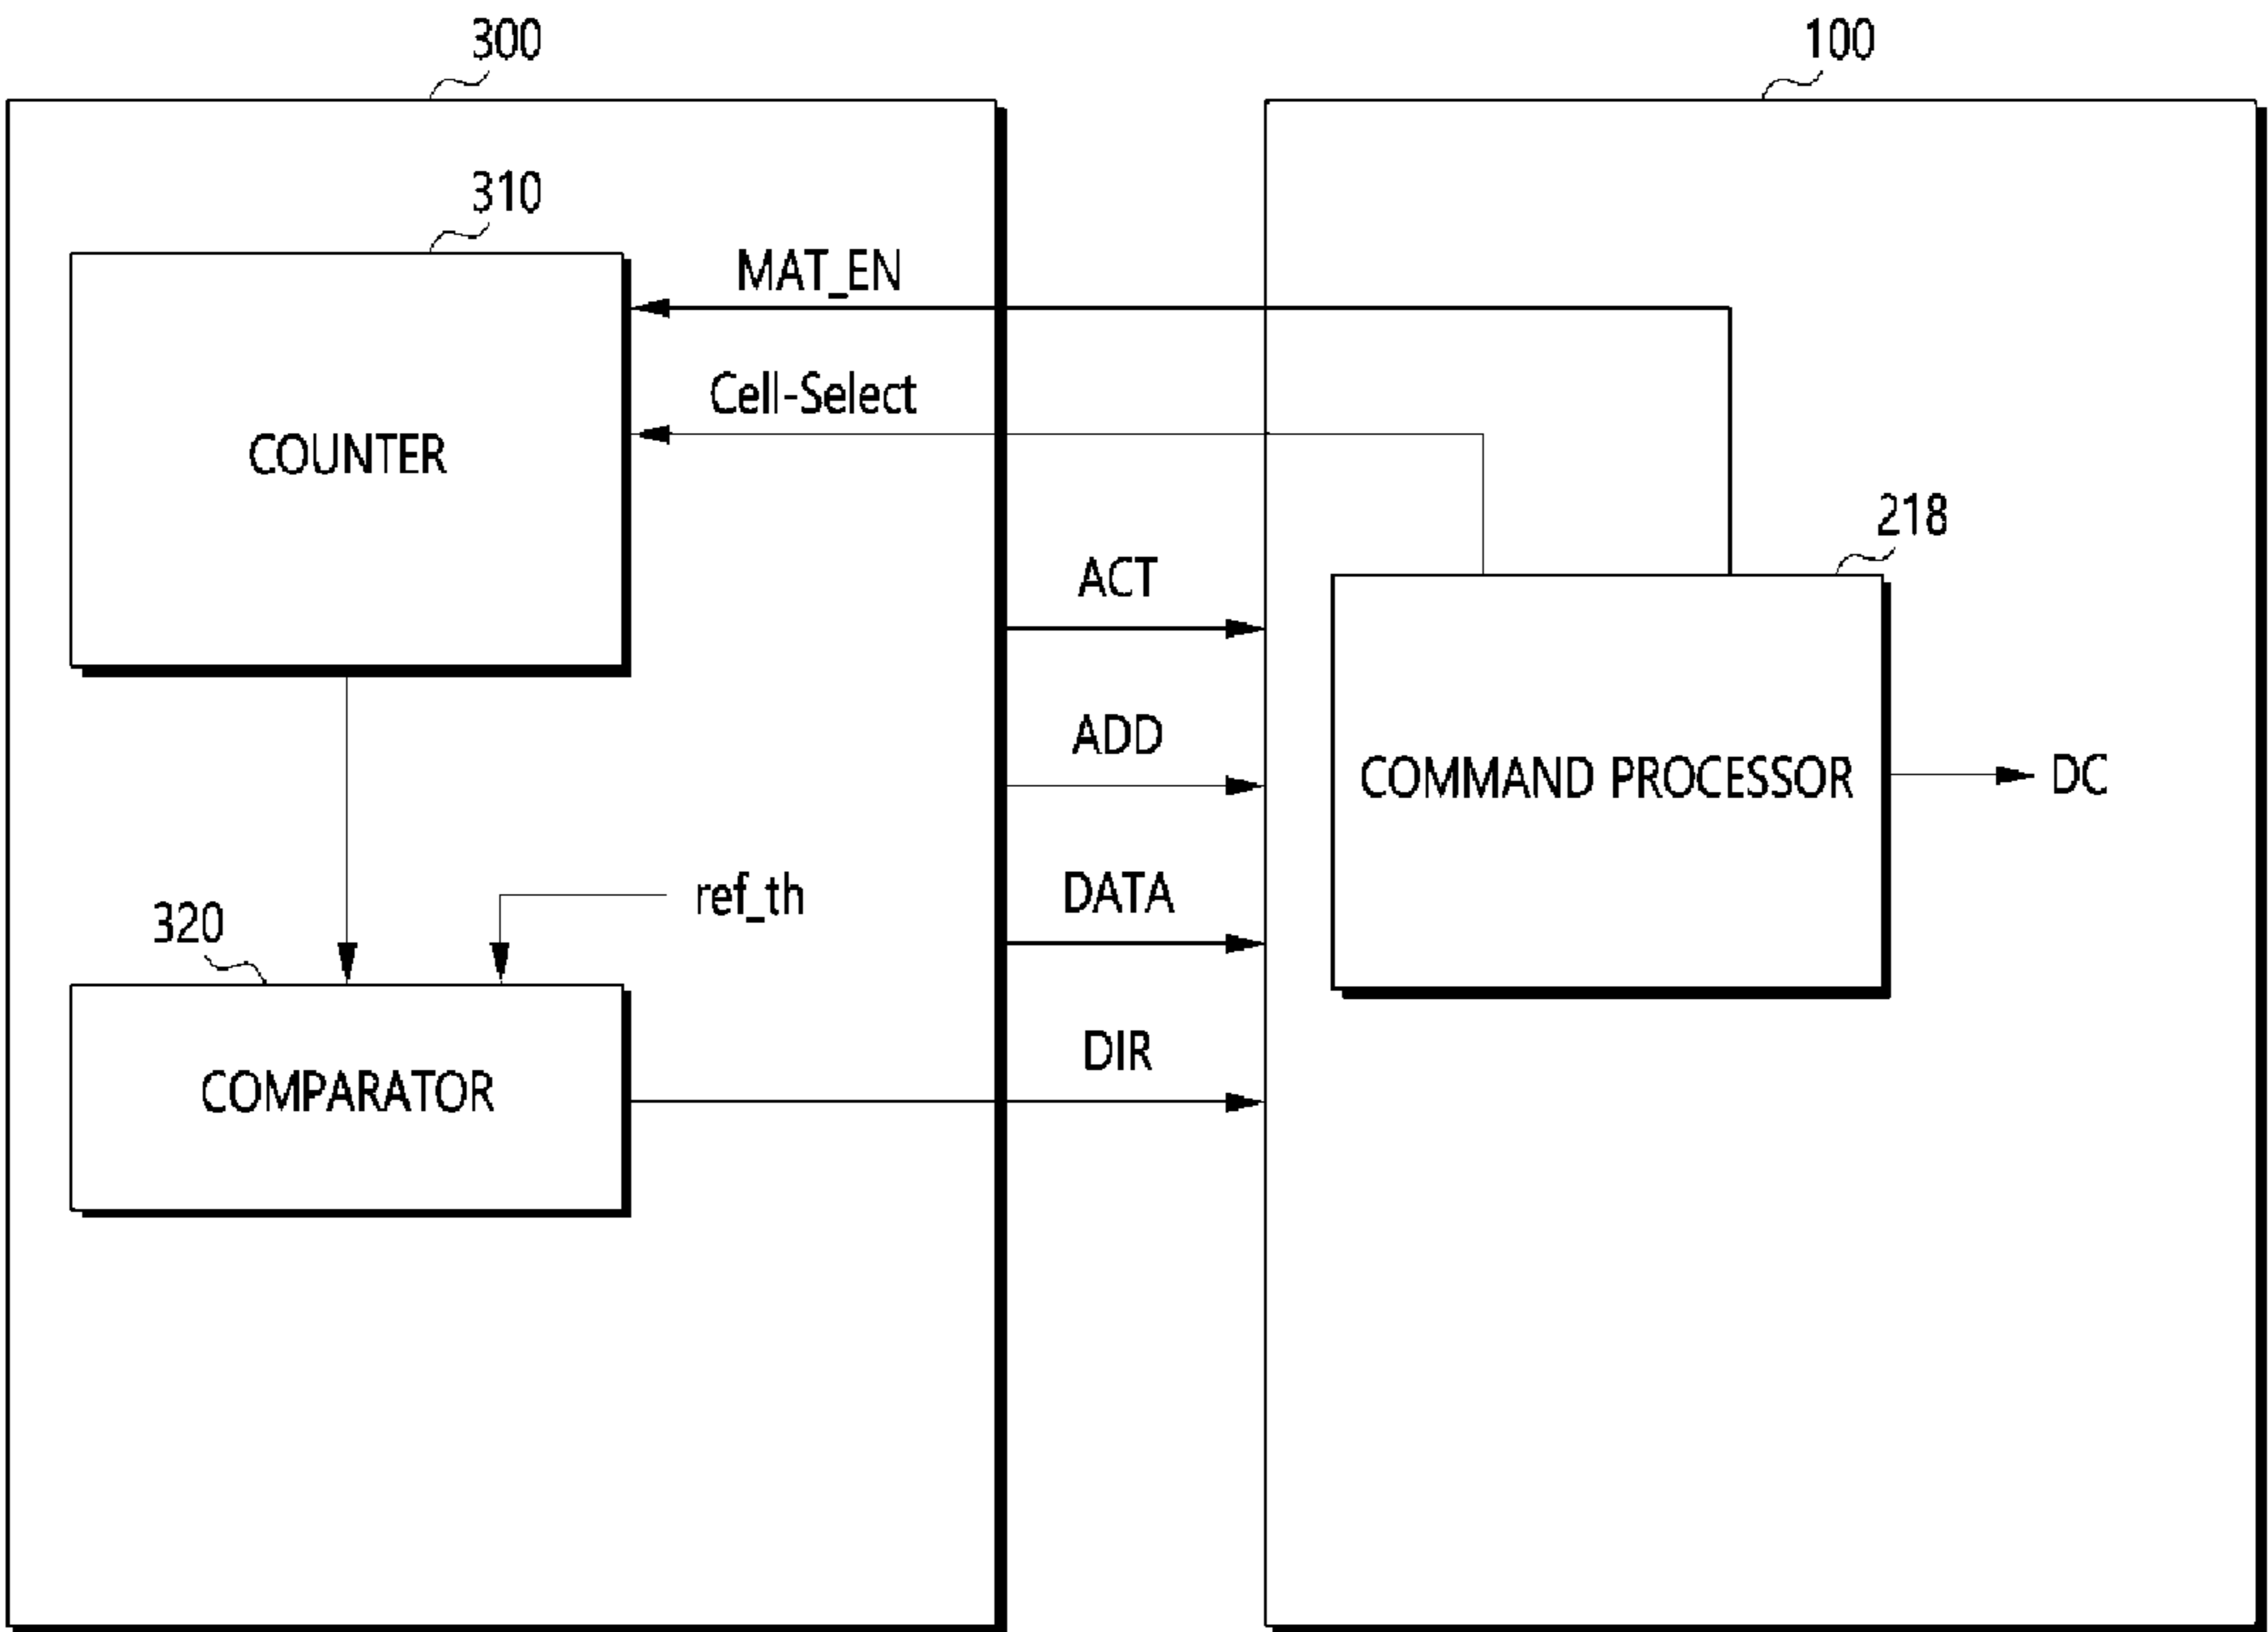 300
100
310
MAT_EN
Cell-Select
COUNTER
218
ACT
ADD
COMMAND PROCESSOR
DC
DATA
ref_th
320
DIR
COMPARATOR